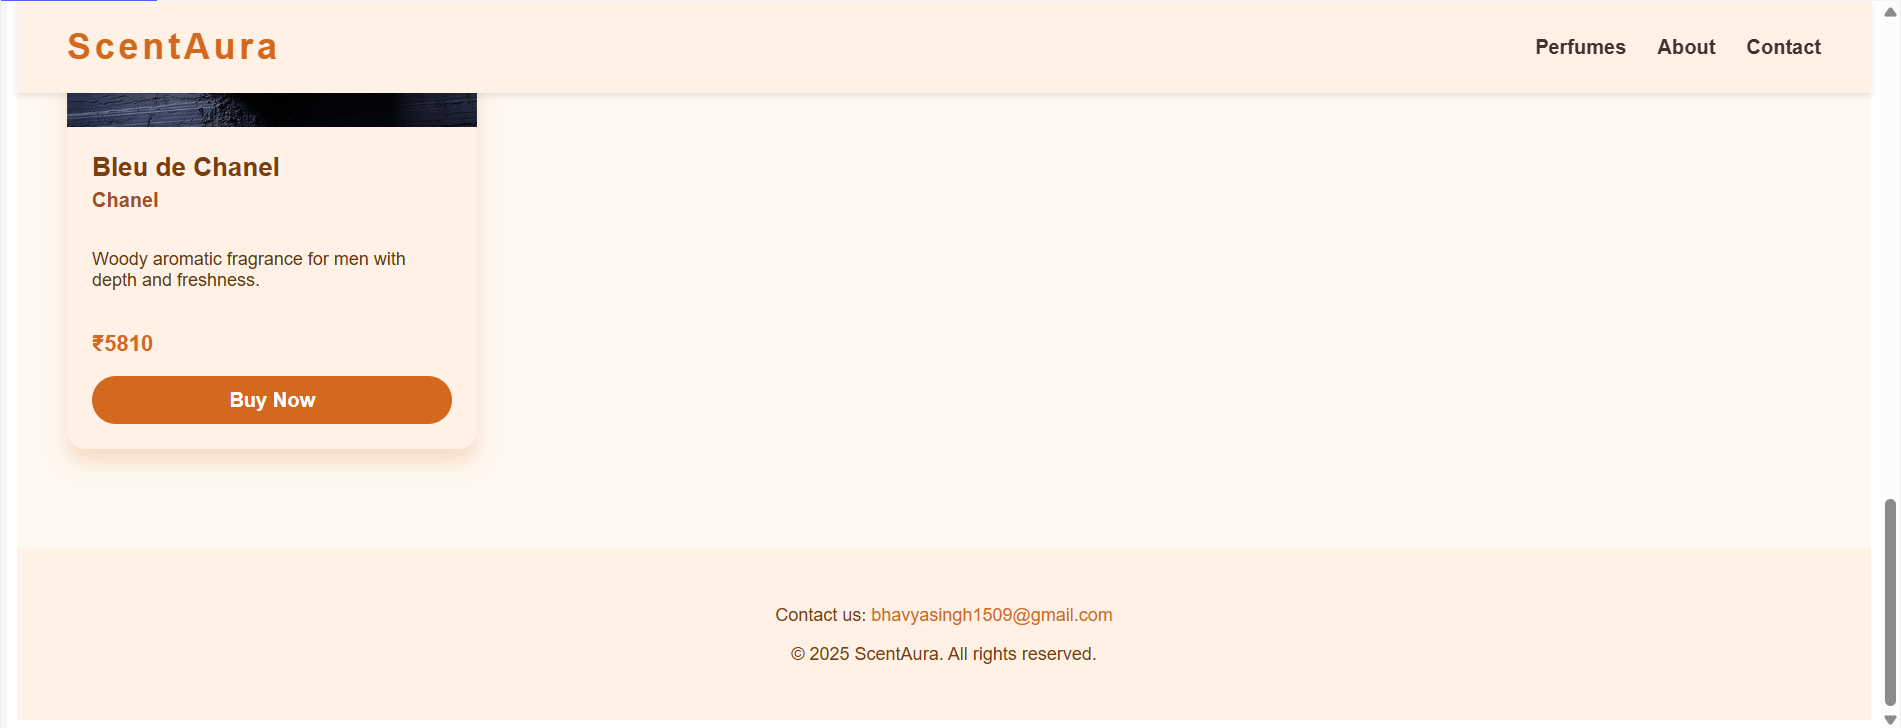 ScentAura
Perfumes About Contact
Bleu de Chanel
Chanel
Woody aromatic fragrance for men with
depth and freshness.
₹5810
Buy Now
Contact us: bhavyasingh1509@gmail.com
© 2025 ScentAura. All rights reserved.